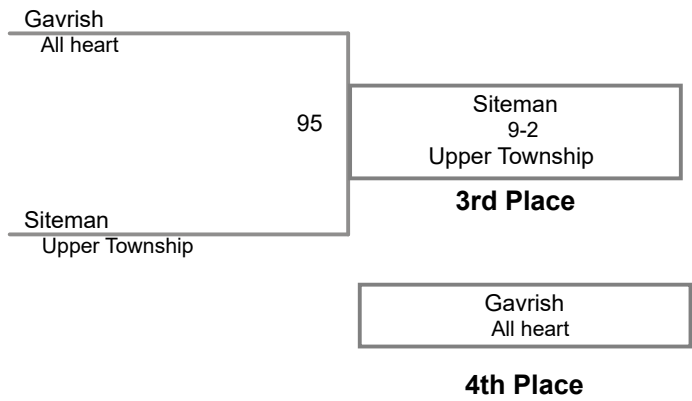 Gavrish
All heart
95
Siteman
9-2
Upper Township
3rd Place
Siteman
Upper Township
Gavrish
All heart
4th Place